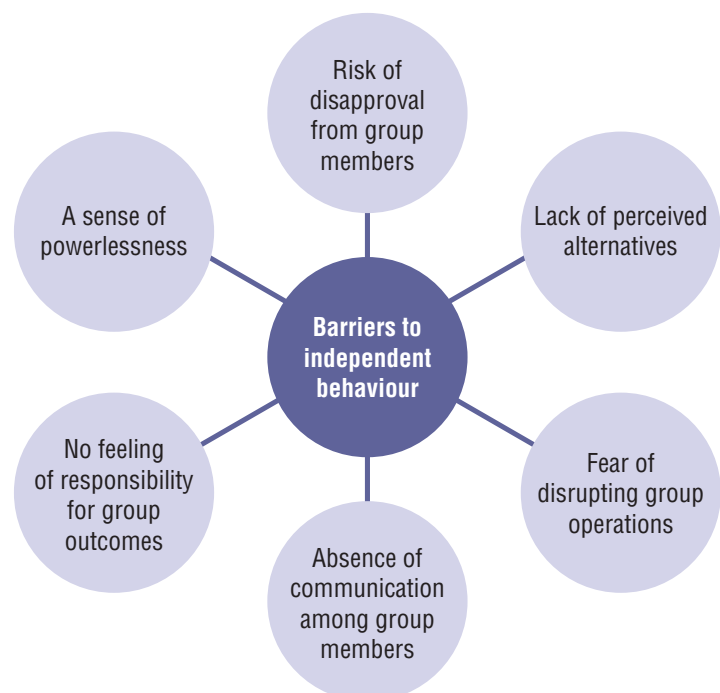 Risk of
disapproval
from group
members
A sense of
powerlessness
Lack of perceived
alternatives
Barriers to
independent
behaviour
No feeling
of responsibility
for group
outcomes
Fear of
disrupting group
operations
Absence of
communication
among group
members